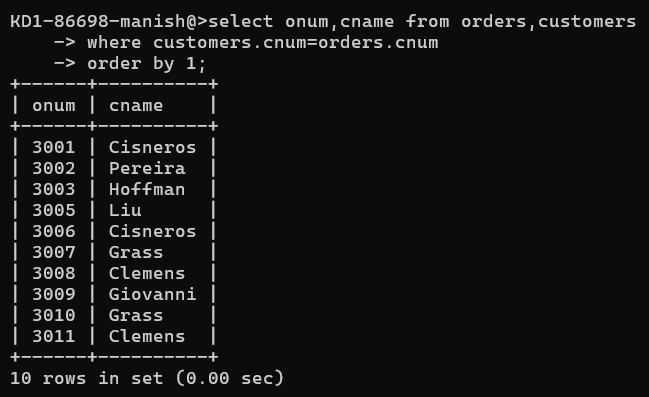 KD1-86698-manish@>select onum,cname from orders,customers
    -> where customers.cnum=orders.cnum
    -> order by 1;
+------+----------+
| onum | cname    |
+------+----------+
| 3001 | Cisneros |
| 3002 | Pereira  |
| 3003 | Hoffman  |
| 3005 | Liu      |
| 3006 | Cisneros |
| 3007 | Grass    |
| 3008 | Clemens  |
| 3009 | Giovanni |
| 3010 | Grass    |
| 3011 | Clemens  |
+------+----------+
10 rows in set (0.00 sec)